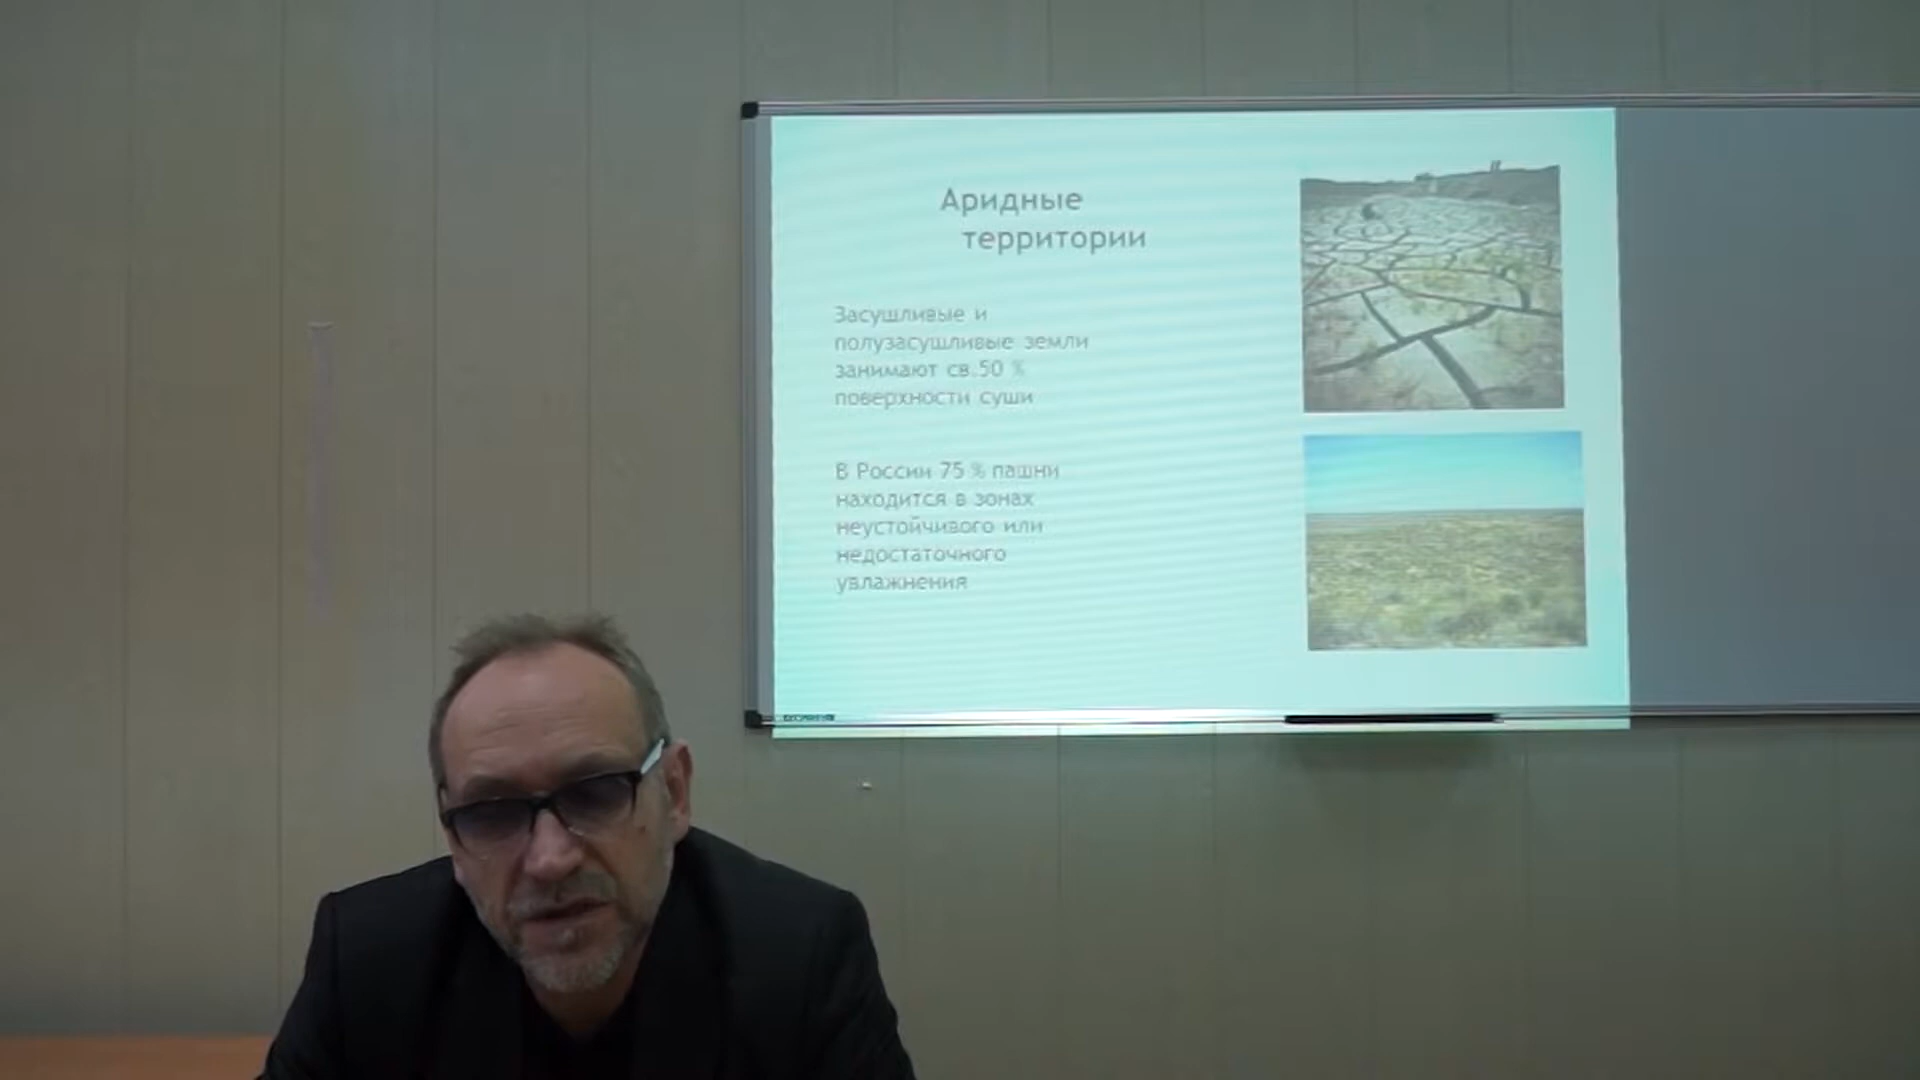 Аридные
территории
Засушливые и
полузасушливые земли
занимают св.50 %
поверхности суши
В России 75 % пашни
находится в зонах
неустойчивого или
недостаточного
увлажнения